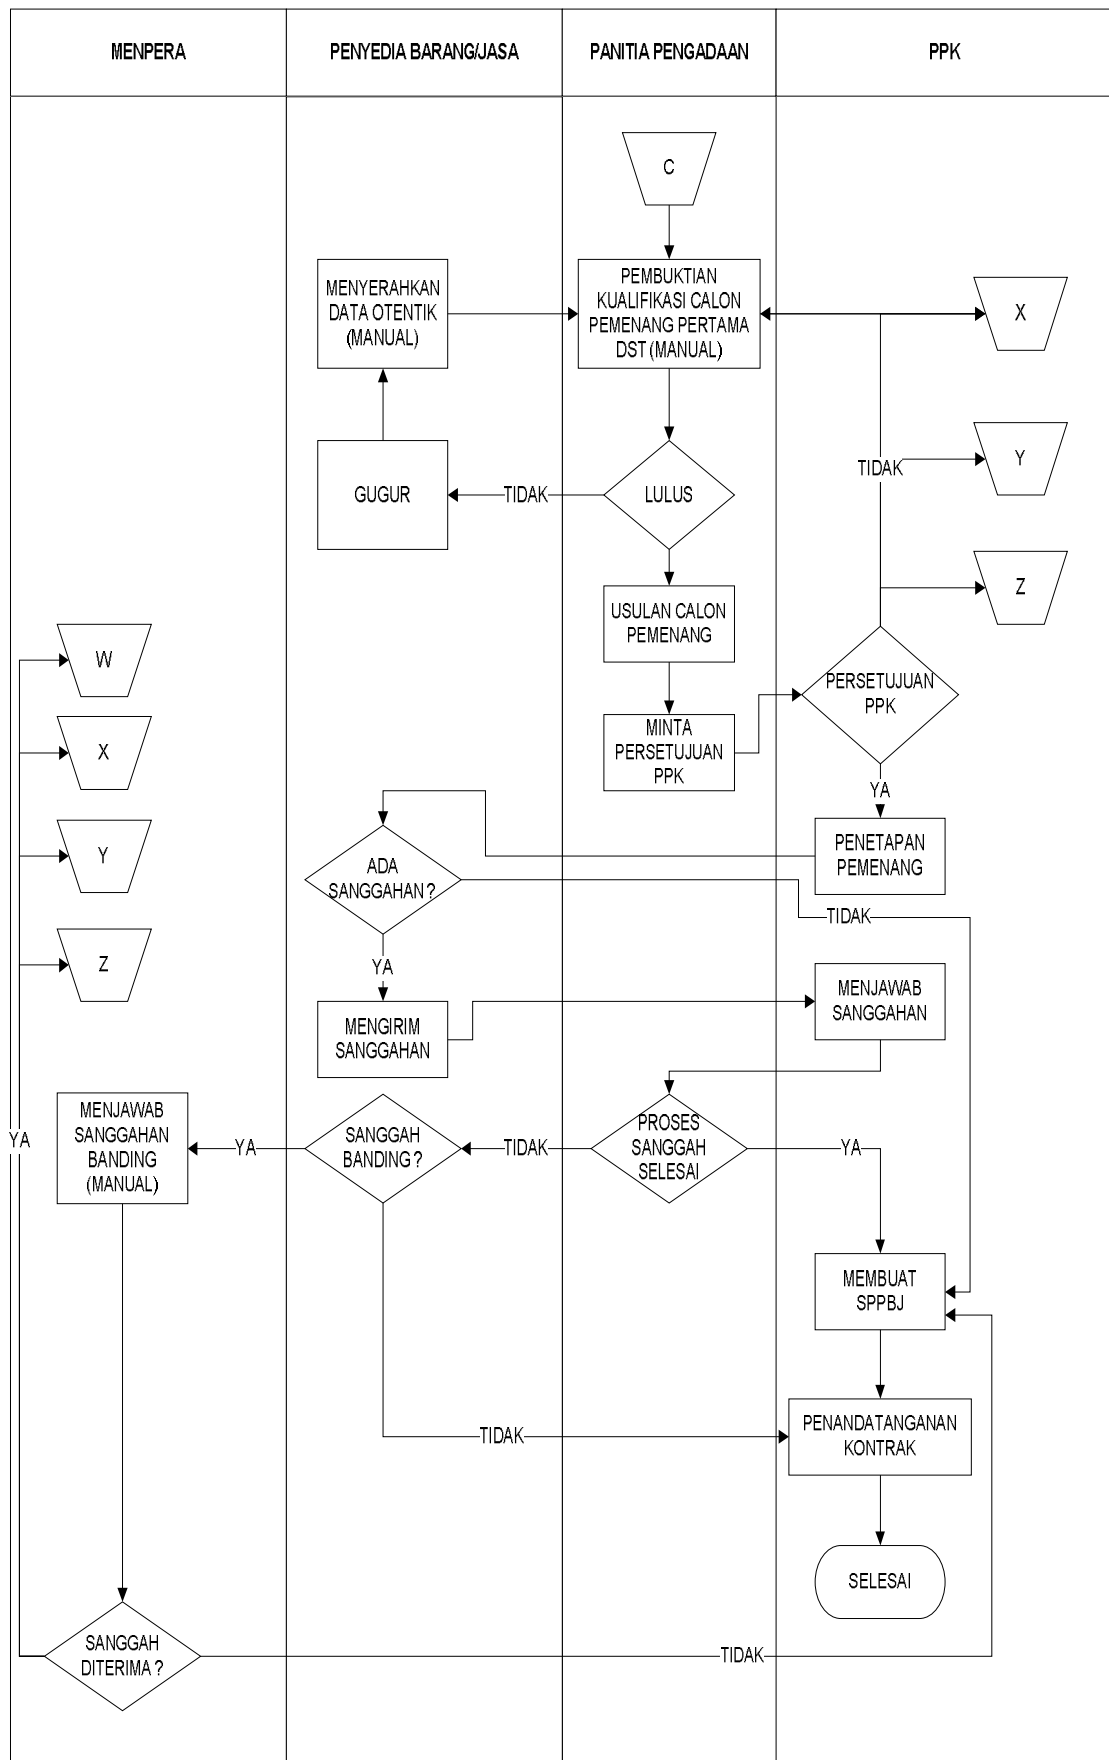 MENPERA
PENYEDIA BARANG/JASA
PANITIA PENGADAAN
PPK
C
MENYERAHKAN
DATA OTENTIK
(MANUAL)
PEMBUKTIAN
KUALIFIKASI CALON
PEMENANG PERTAMA
DST (MANUAL)
X
TIDAK
Y
GUGUR
TIDAK
LULUS
Z
USULAN CALON
PEMENANG
W
PERSETUJUAN
PPK
X
MINTA
PERSETUJUAN
PPK
YA
Y
ADA
SANGGAHAN ?
PENETAPAN
PEMENANG
TIDAK
Z
YA
MENGIRIM
SANGGAHAN
MENJAWAB
SANGGAHAN
YA
MENJAWAB
SANGGAHAN
BANDING
(MANUAL)
YA
SANGGAH
BANDING ?
TIDAK
PROSES
SANGGAH
SELESAI
YA
MEMBUAT
SPPBJ
TIDAK
PENANDATANGANAN
KONTRAK
SELESAI
SANGGAH
DITERIMA ?
TIDAK